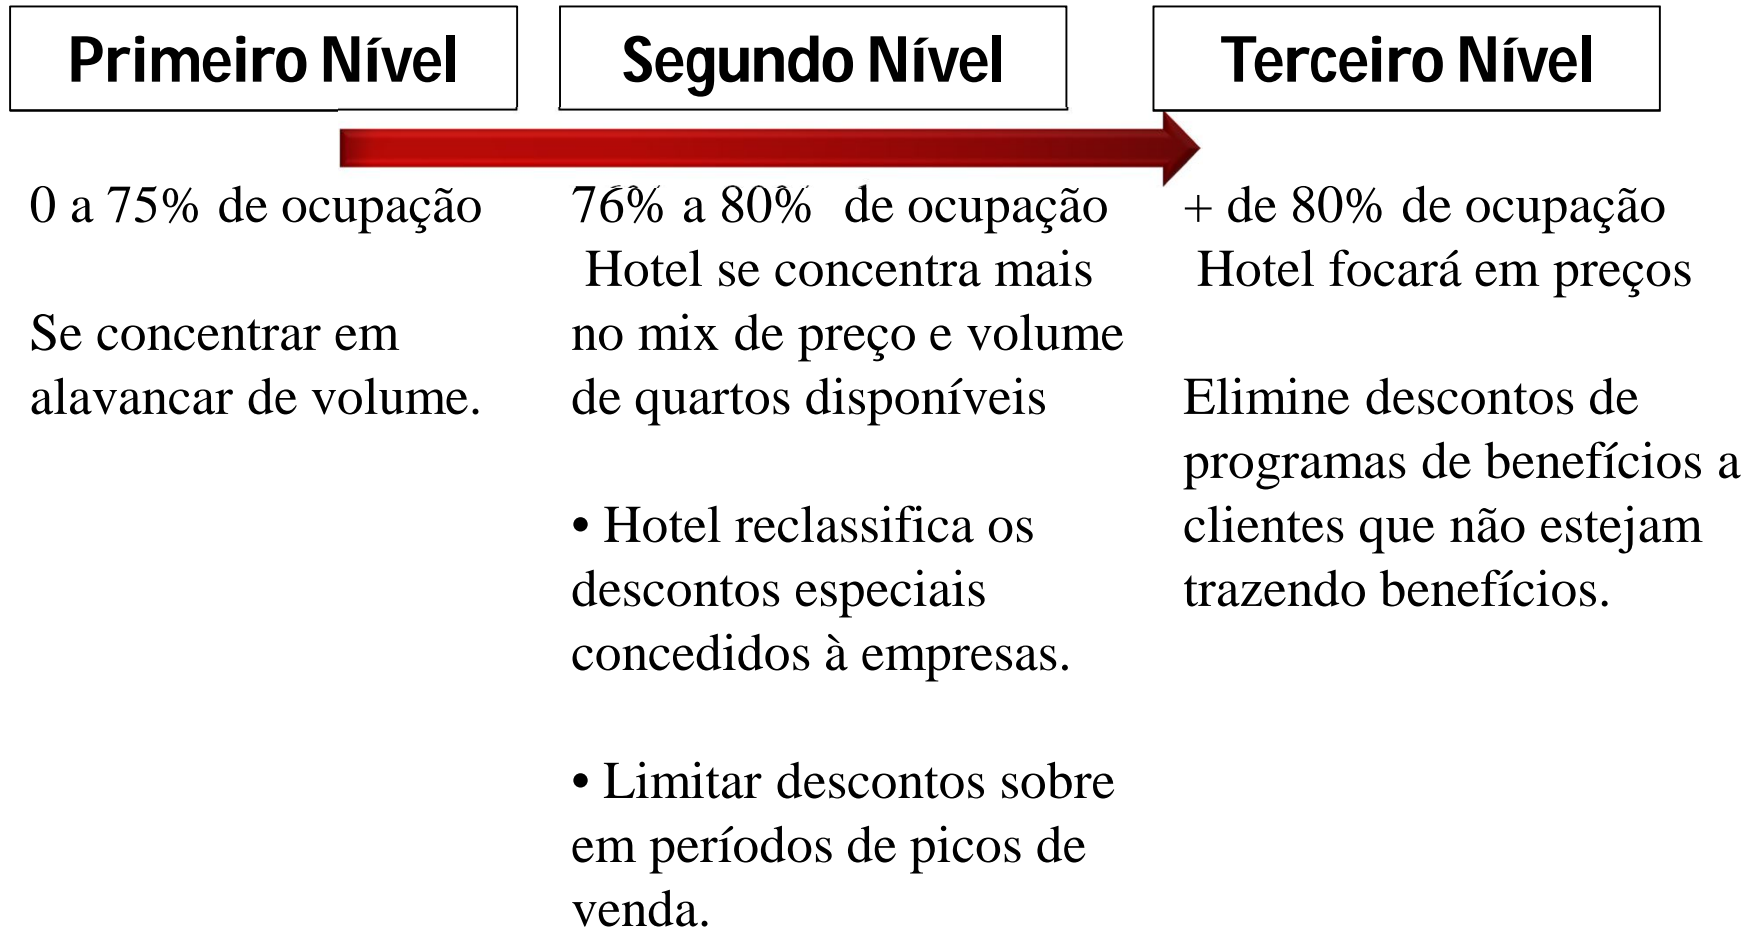 Primeiro Nível
0 a 75% de ocupação
Se concentrar em
alavancar de volume.
Segundo Nível
76% a 80% de ocupação
Hotel se concentra mais
no mix de preço e volume
de quartos disponíveis
• Hotel reclassifica os
descontos especiais
concedidos à empresas.
• Limitar descontos sobre
em períodos de picos de
venda.
Terceiro Nível
+ de 80% de ocupação
Hotel focará em preços
Elimine descontos de
programas de benefícios a
clientes que não estejam
trazendo benefícios.